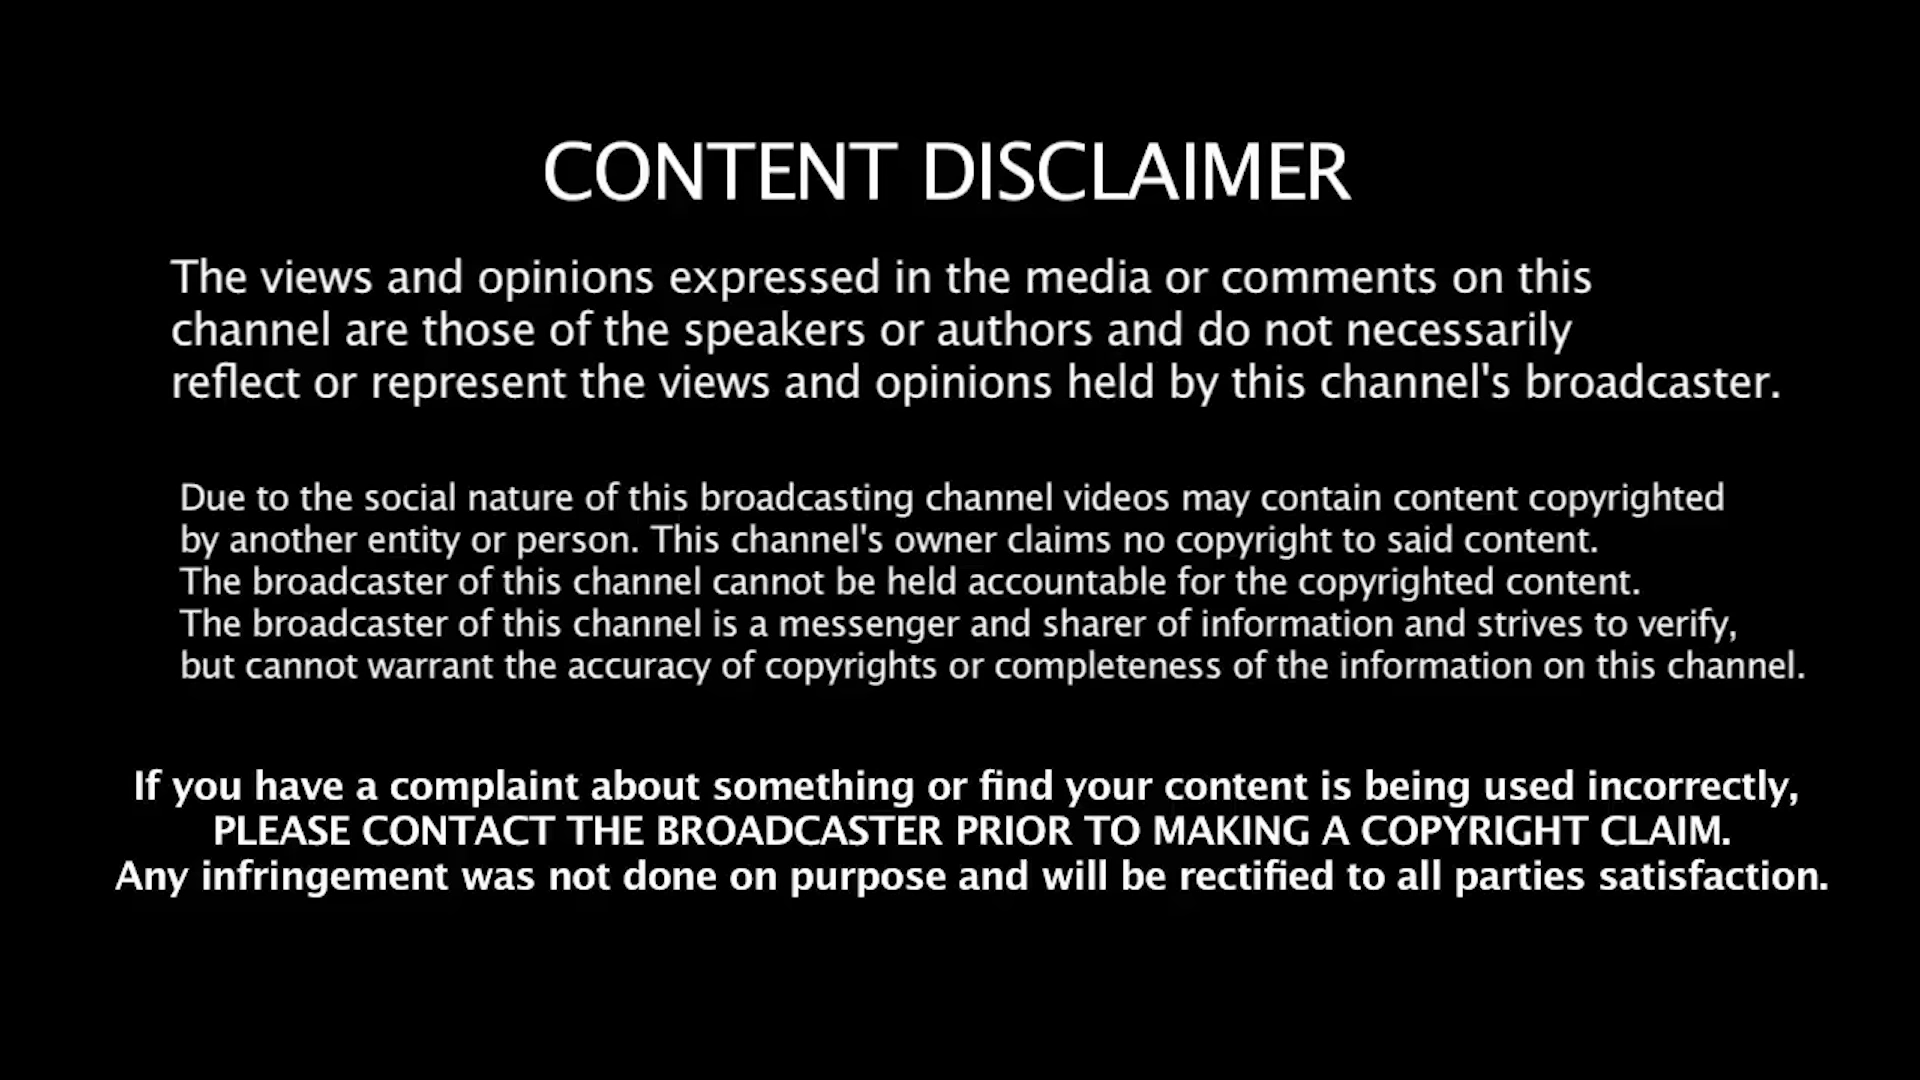 CONTENT DISCLAIMER
The views and opinions expressed in the media or comments on this
channel are those of the speakers or authors and do not necessarily
reflect or represent the views and opinions held by this channel's broadcaster.
Due to the social nature of this broadcasting channel videos may contain content copyrighted
by another entity or person. This channel's owner claims no copyright to said content.
The broadcaster of this channel cannot be held accountable for the copyrighted content.
The broadcaster of this channel is a messenger and sharer of information and strives to verify,
but cannot warrant the accuracy of copyrights or completeness of the information on this channel.
If you have a complaint about something or find your content is being used incorrectly,
PLEASE CONTACT THE BROADCASTER PRIOR TO MAKING A COPYRIGHT CLAIM.
Any infringement was not done on purpose and will be rectified to all parties satisfaction.